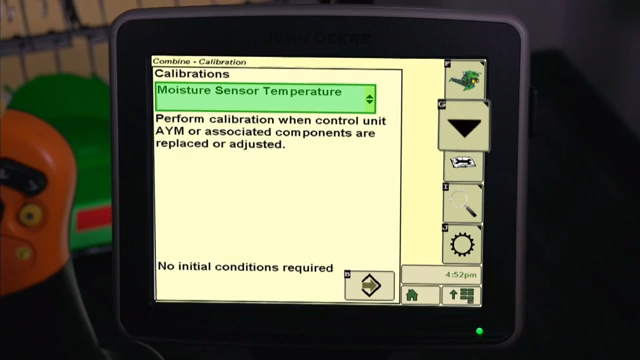 JOHN DEERE
Combine - Calibration
Calibrations
Moisture Sensor Temperature
Perform calibration when control unit
AYM or associated components are
replaced or adjusted.
No initial conditions required
B
F
G
I
J
4:52pm